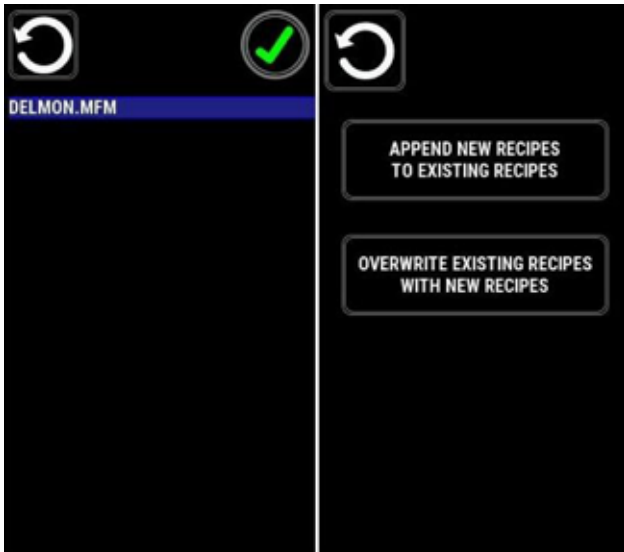 DELMON.MFM
APPEND NEW RECIPES
TO EXISTING RECIPES
OVERWRITE EXISTING RECIPES
WITH NEW RECIPES